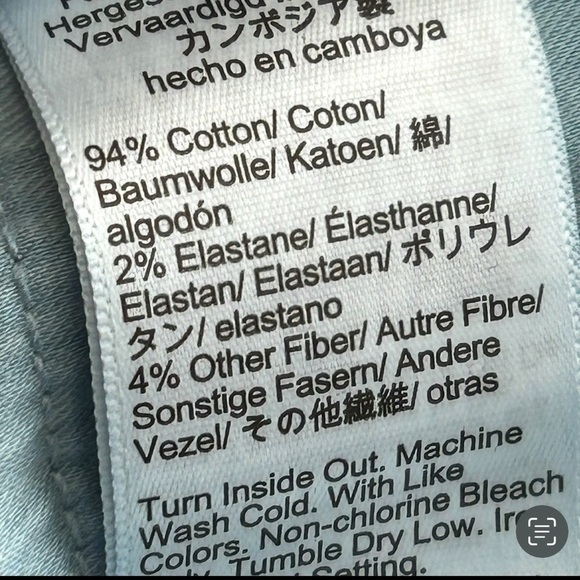 Vervaardigd
カンボジア製
hecho en camboya
94% Cotton/ Coton/
Baumwolle/ Katoen/ 綿/
algodón
2% Elastane/ Élasthanne/
Elastan/ Elastaan/ ポリウレ
タン/ elastano
4% Other Fiber/ Autre Fibre/
Sonstige Fasern/ Andere
Vezel/ その他繊維/ otras
Turn Inside Out. Machine
Wash Cold. With Like
Colors. Non-chlorine Bleach
Tumble Dry Low.
Setting.